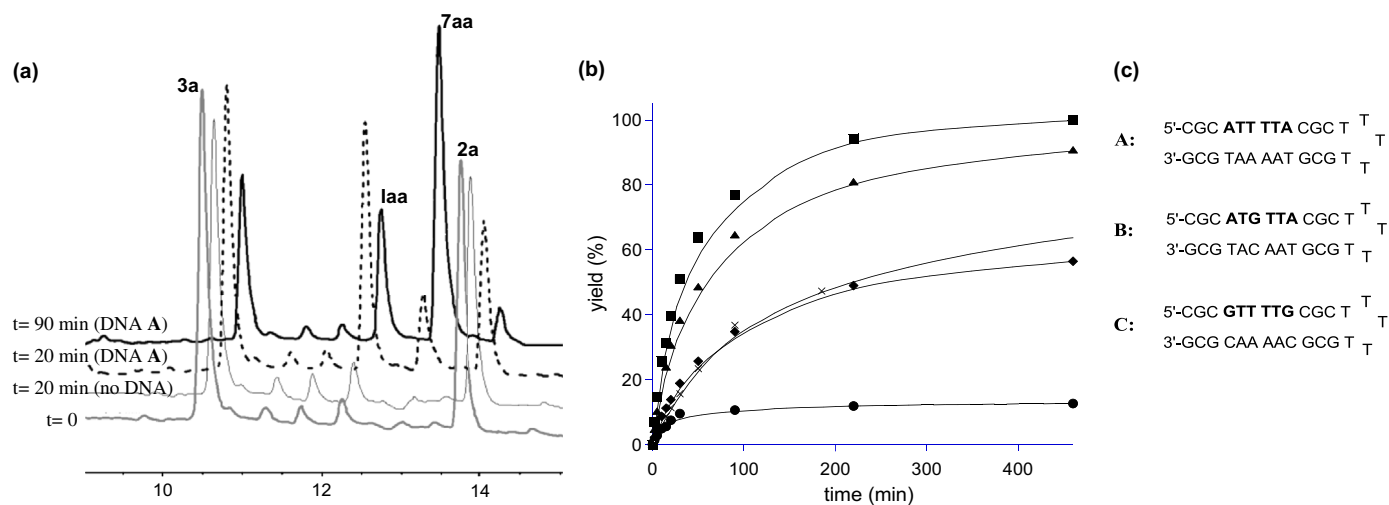 (a)
3a
7aa
2a
Iaa
t= 90 min (DNA A)
t= 20 min (DNA A)
t= 20 min (no DNA)
t= 0
10
12
14
(b)
yield (%)
100
80
60
40
20
0
0
100
200
300
400
time (min)
(c)
A:
5'-CGC ATT TTA CGC T
T
T
3'-GCG TAA AAT GCG T
T
B:
5'-CGC ATG TTA CGC T
T
T
3'-GCG TAC AAT GCG T
T
C:
5'-CGC GTT TTG CGC T
T
T
3'-GCG CAA AAC GCG T
T